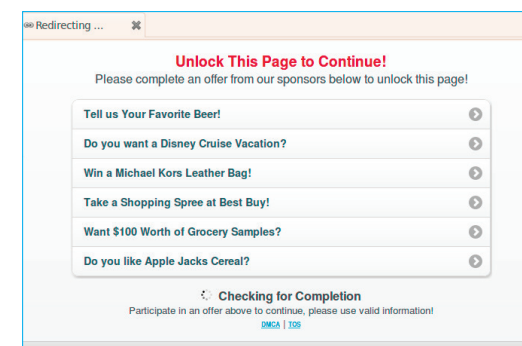 Redirecting ...
Unlock This Page to Continue!
Please complete an offer from our sponsors below to unlock this page!
Tell us Your Favorite Beer!
Do you want a Disney Cruise Vacation?
Win a Michael Kors Leather Bag!
Take a Shopping Spree at Best Buy!
Want $100 Worth of Grocery Samples?
Do you like Apple Jacks Cereal?
Checking for Completion
Participate in an offer above to continue, please use valid information!
DMCA | TOS